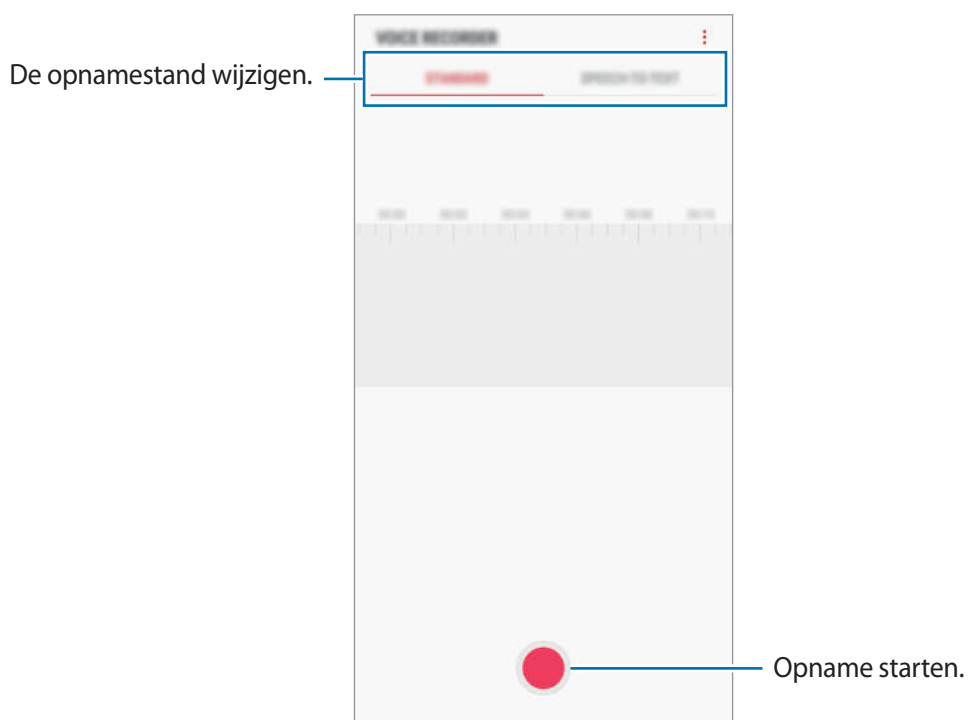 VOICE RECORDER
De opnamestand wijzigen.
STANDARD SPEECH-TO-TEXT
Opname starten.